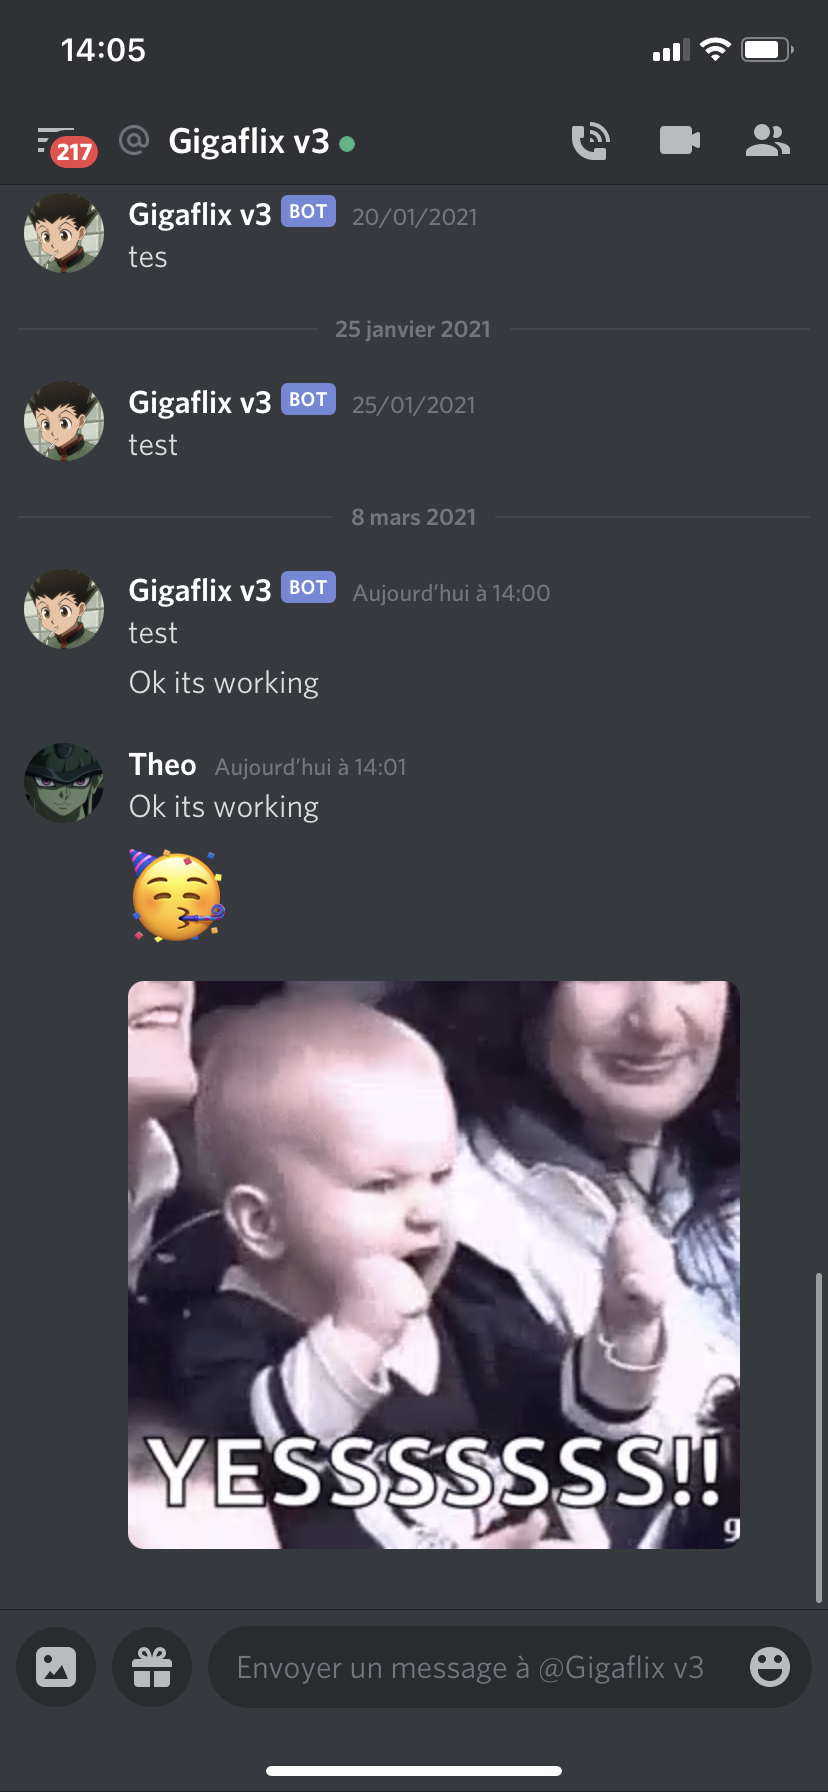 14:05
217
@ Gigaflix v3
Gigaflix v3 BOT 20/01/2021
tes
25 janvier 2021
Gigaflix v3 BOT 25/01/2021
test
8 mars 2021
Gigaflix v3 BOT Aujourd'hui à 14:00
test
Ok its working
Theo Aujourd'hui à 14:01
Ok its working
YESSSSSSS!!
g
Envoyer un message à @Gigaflix v3